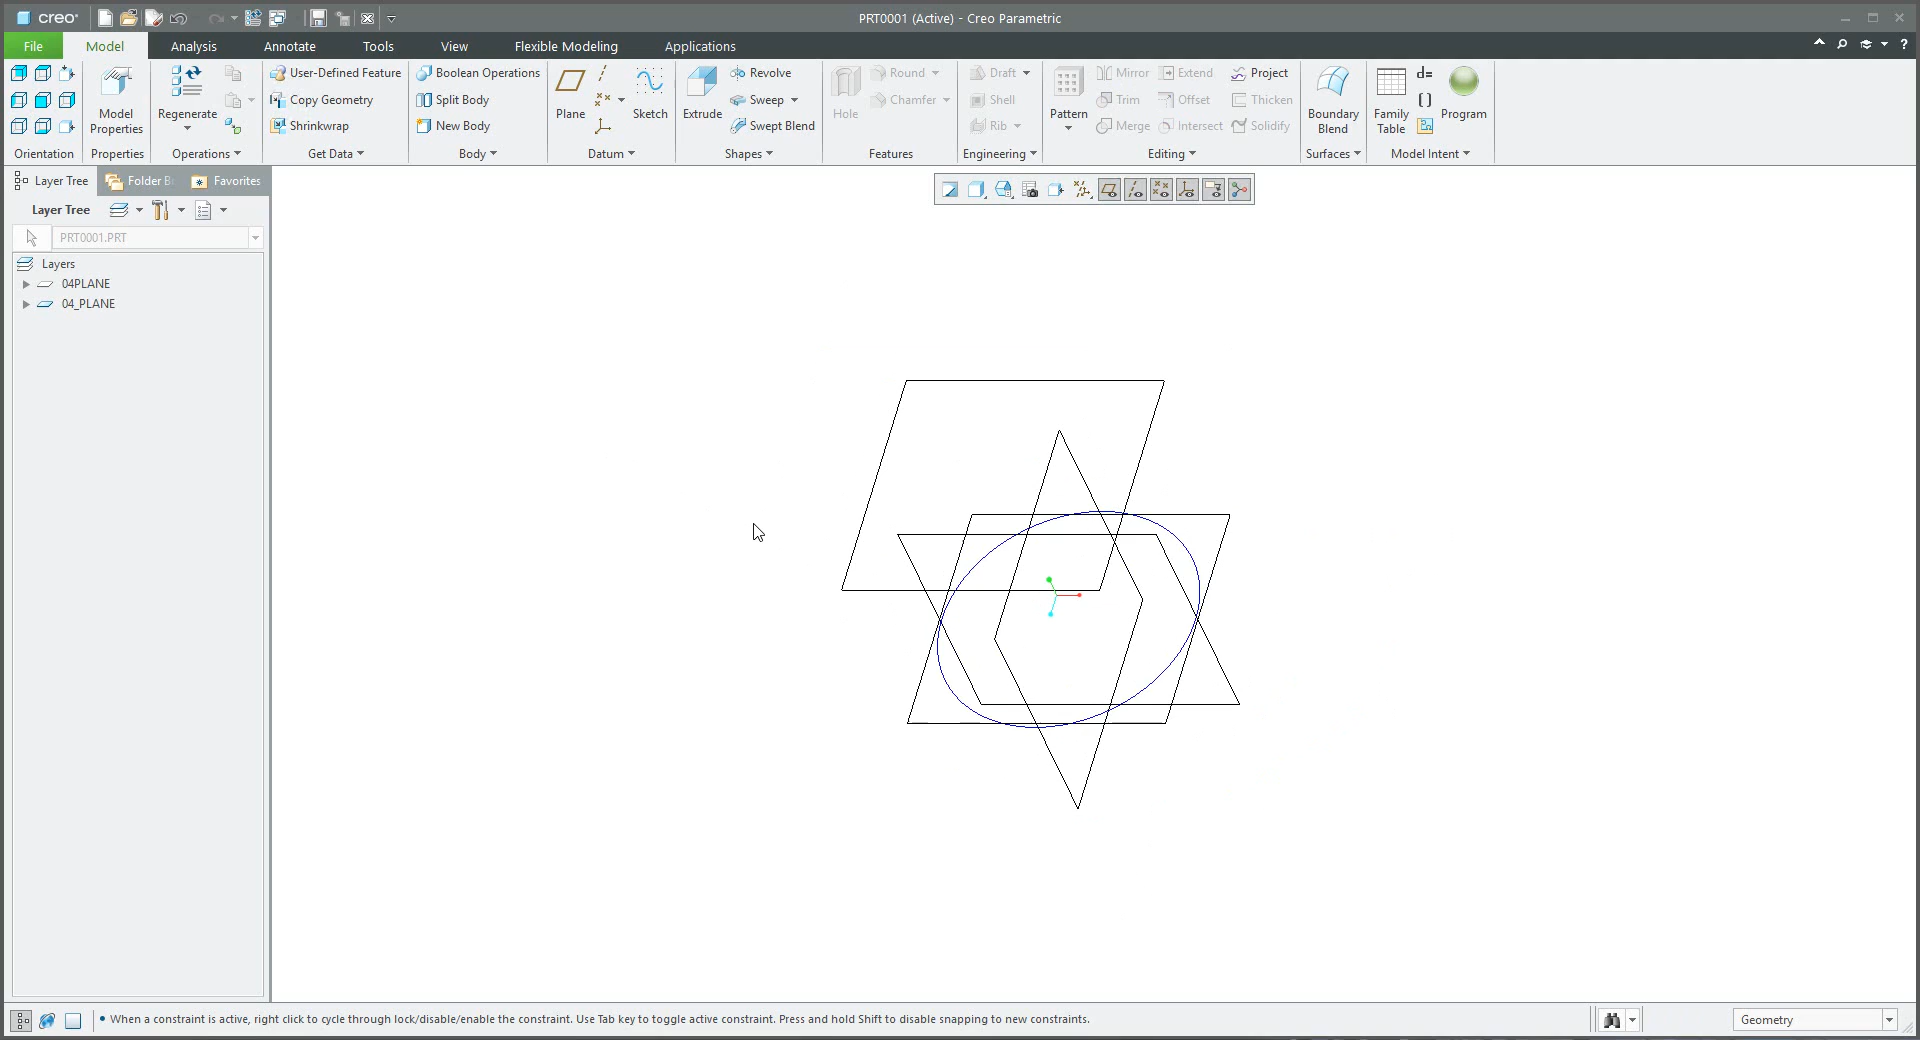 creo PRT0001 (Active) - Creo Parametric
File Model Analysis Annotate Tools View Flexible Modeling Applications ?
User-Defined Feature Boolean Operations Revolve Round Draft Mirror Extend Project d=
Copy Geometry Split Body Sweep Chamfer Shell Trim Offset Thicken ( )
Model Properties Regenerate Plane Sketch Extrude Hole Pattern Boundary Blend Family Table Program
Shrinkwrap New Body Swept Blend Rib Merge Intersect Solidify
Orientation Properties Operations Get Data Body Datum Shapes Features Engineering Editing Surfaces Model Intent
Layer Tree Folder B Favorites
Layer Tree
PRT0001.PRT
Layers
04PLANE
04_PLANE
• When a constraint is active, right click to cycle through lock/disable/enable the constraint. Use Tab key to toggle active constraint. Press and hold Shift to disable snapping to new constraints. Geometry